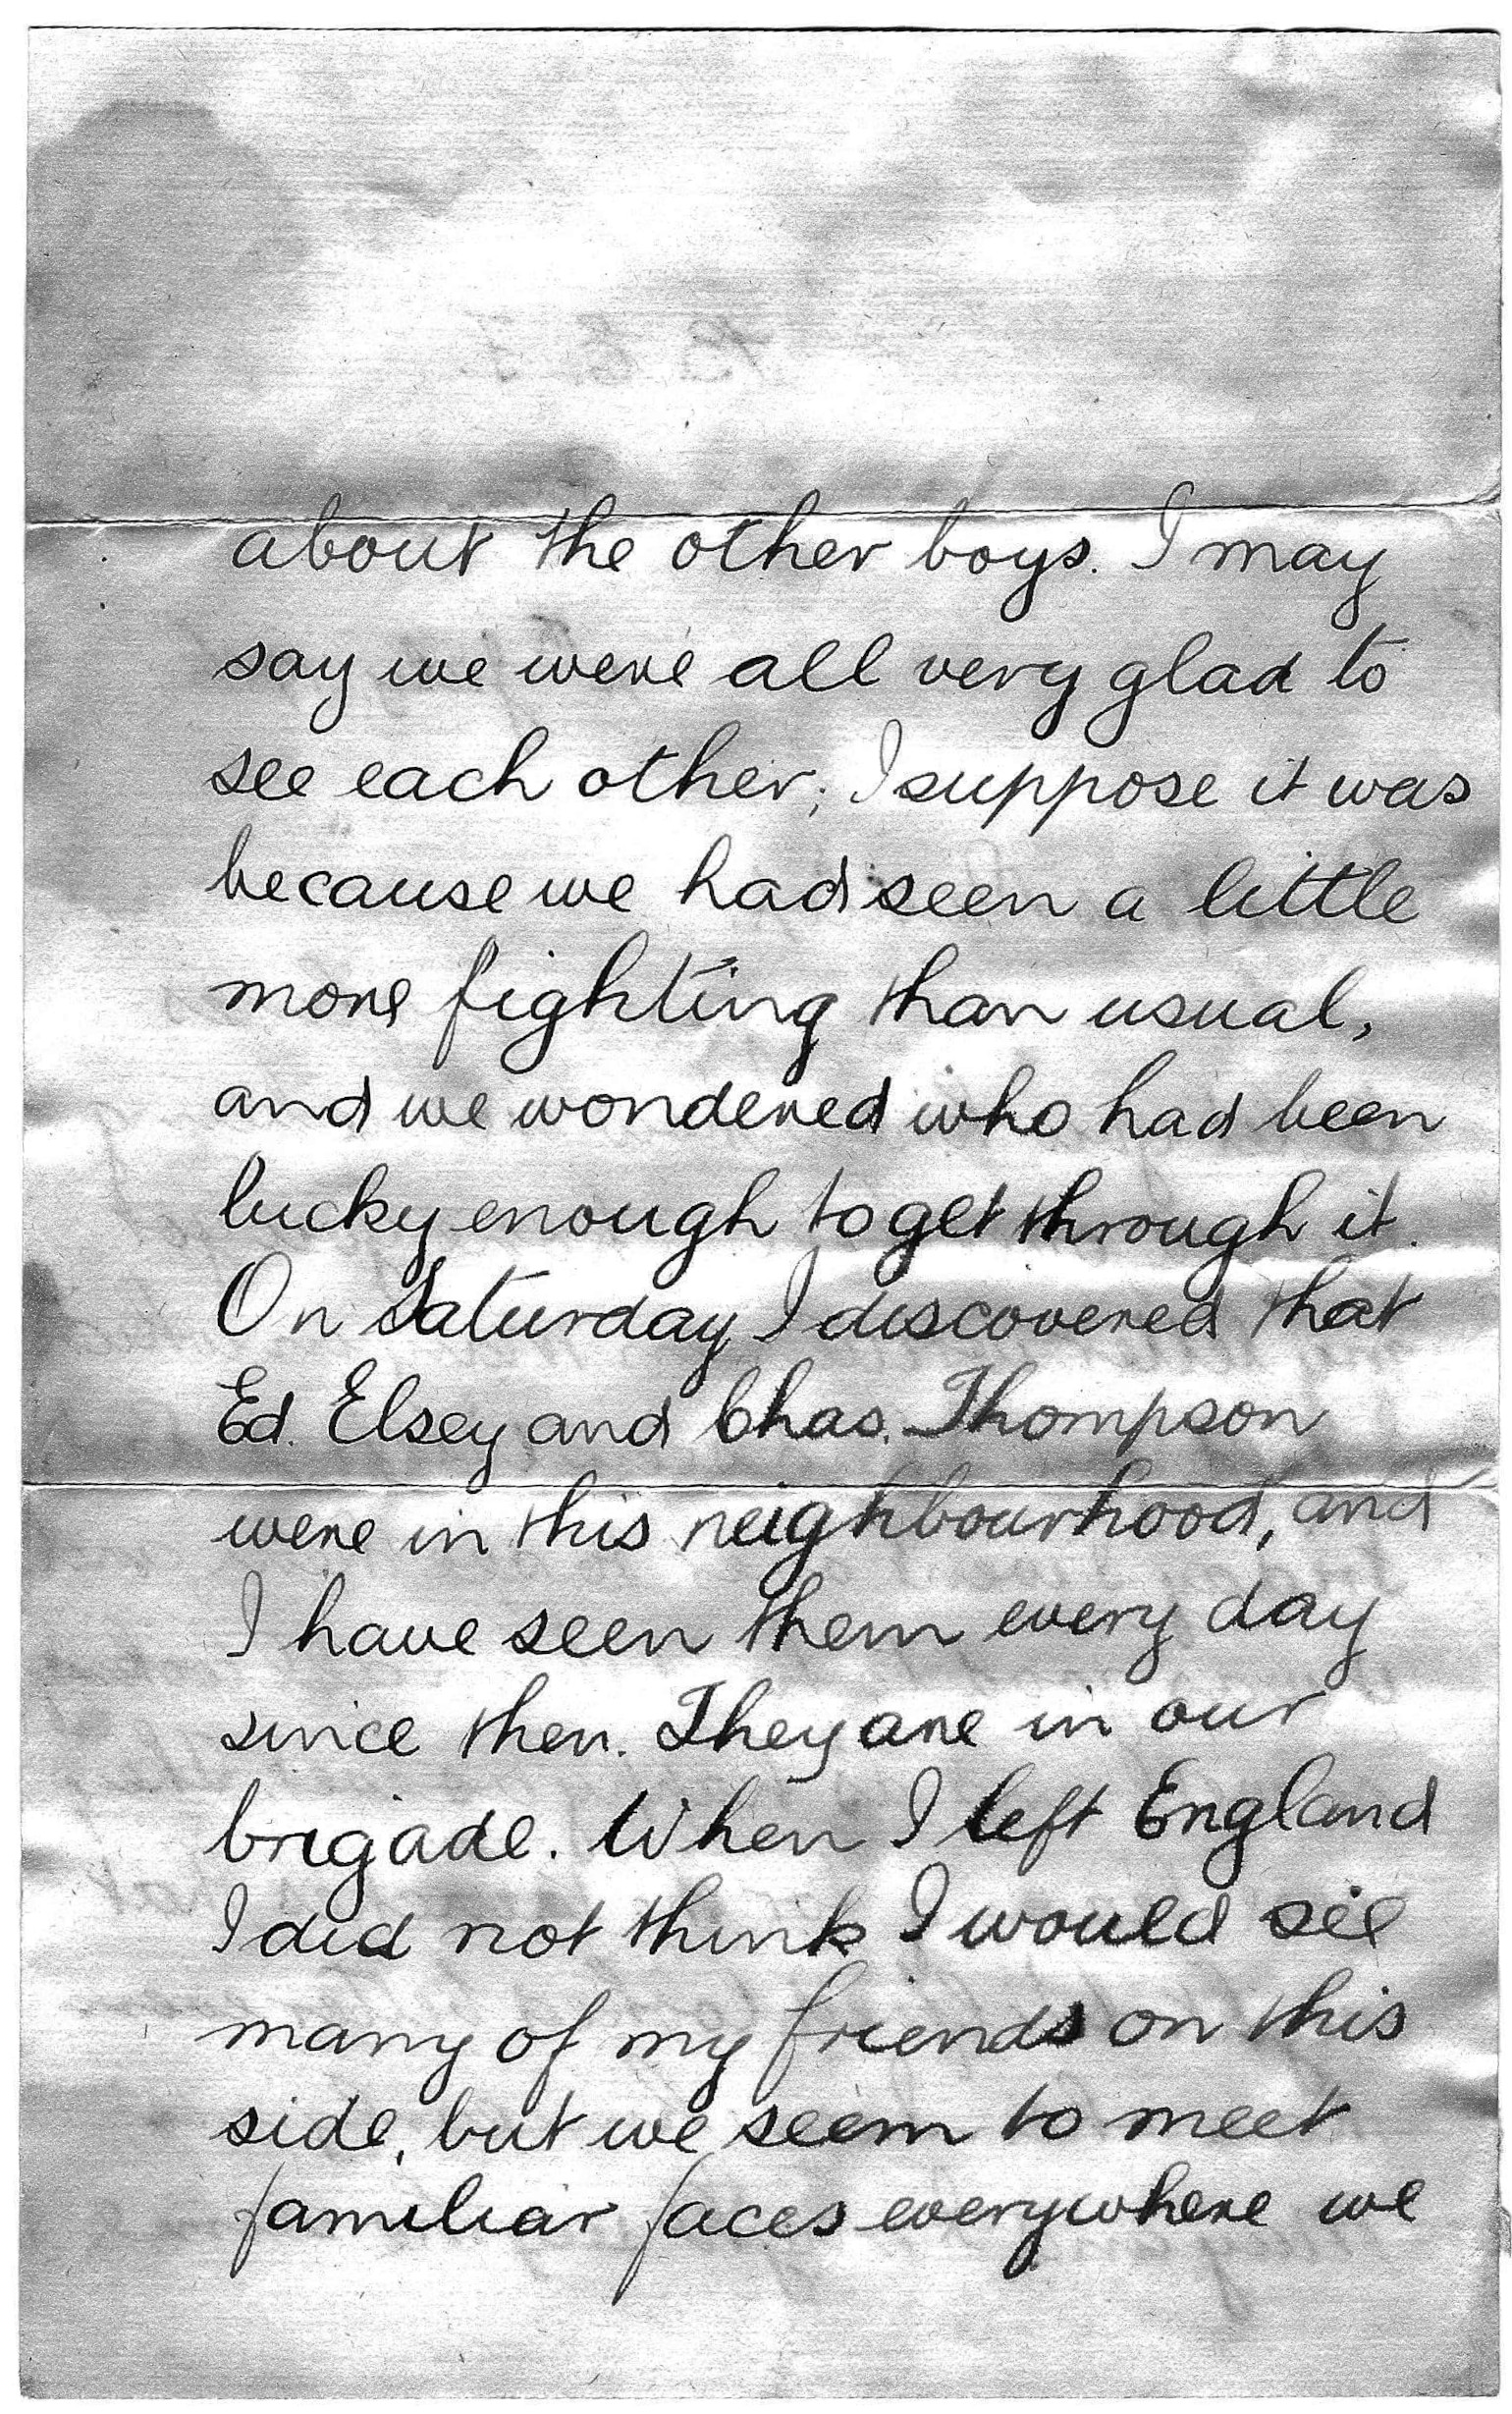 about the other boys. I may
say we were all very glad to
see each other; I suppose it was
because we had seen a little
more fighting than usual,
and we wondered who had been
lucky enough to get through it.
On Saturday I discovered that
Ed. Elsey and Chas. Thompson
were in this neighbourhood, and
I have seen them every day
since then. They are in our
brigade. When I left England
I did not think I would see
many of my friends on this
side, but we seem to meet
familiar faces everywhere we